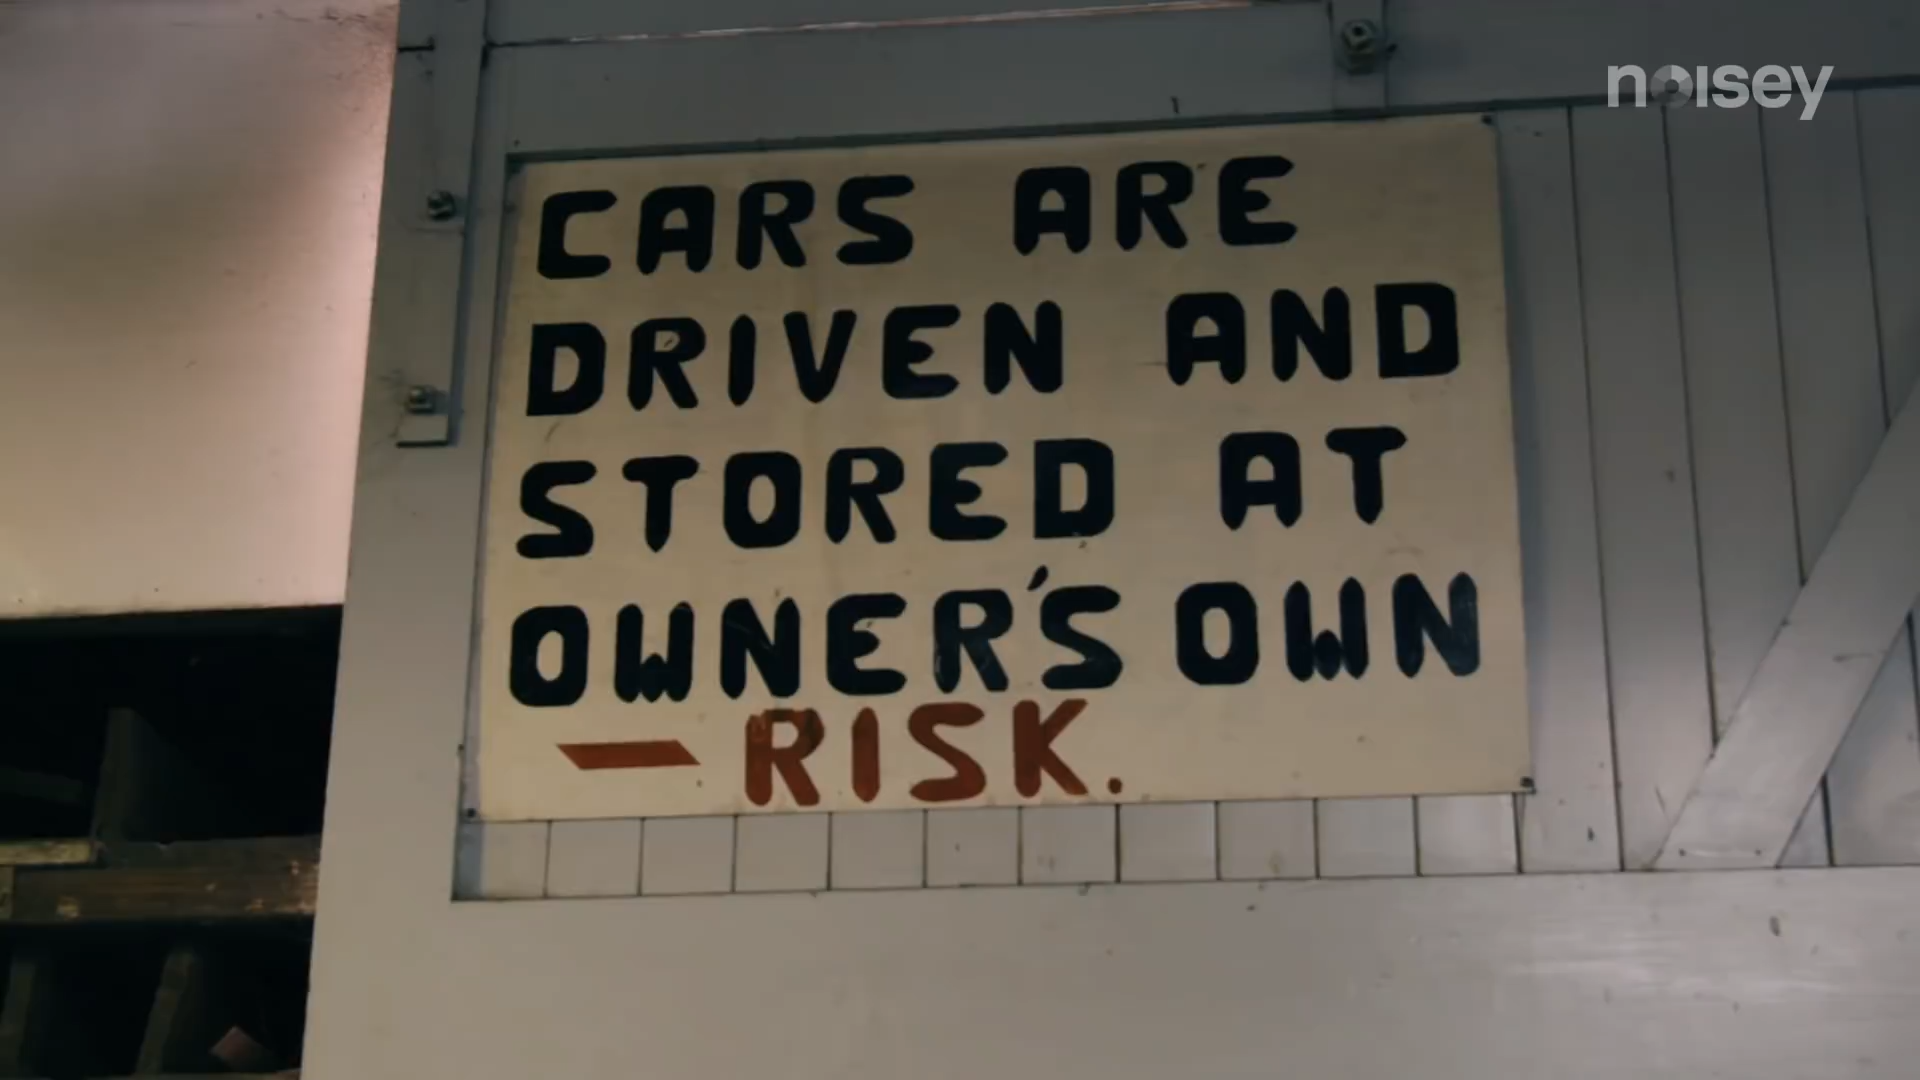 noisey
CARS ARE
DRIVEN AND
STORED AT
OWNER'S OWN
— RISK.